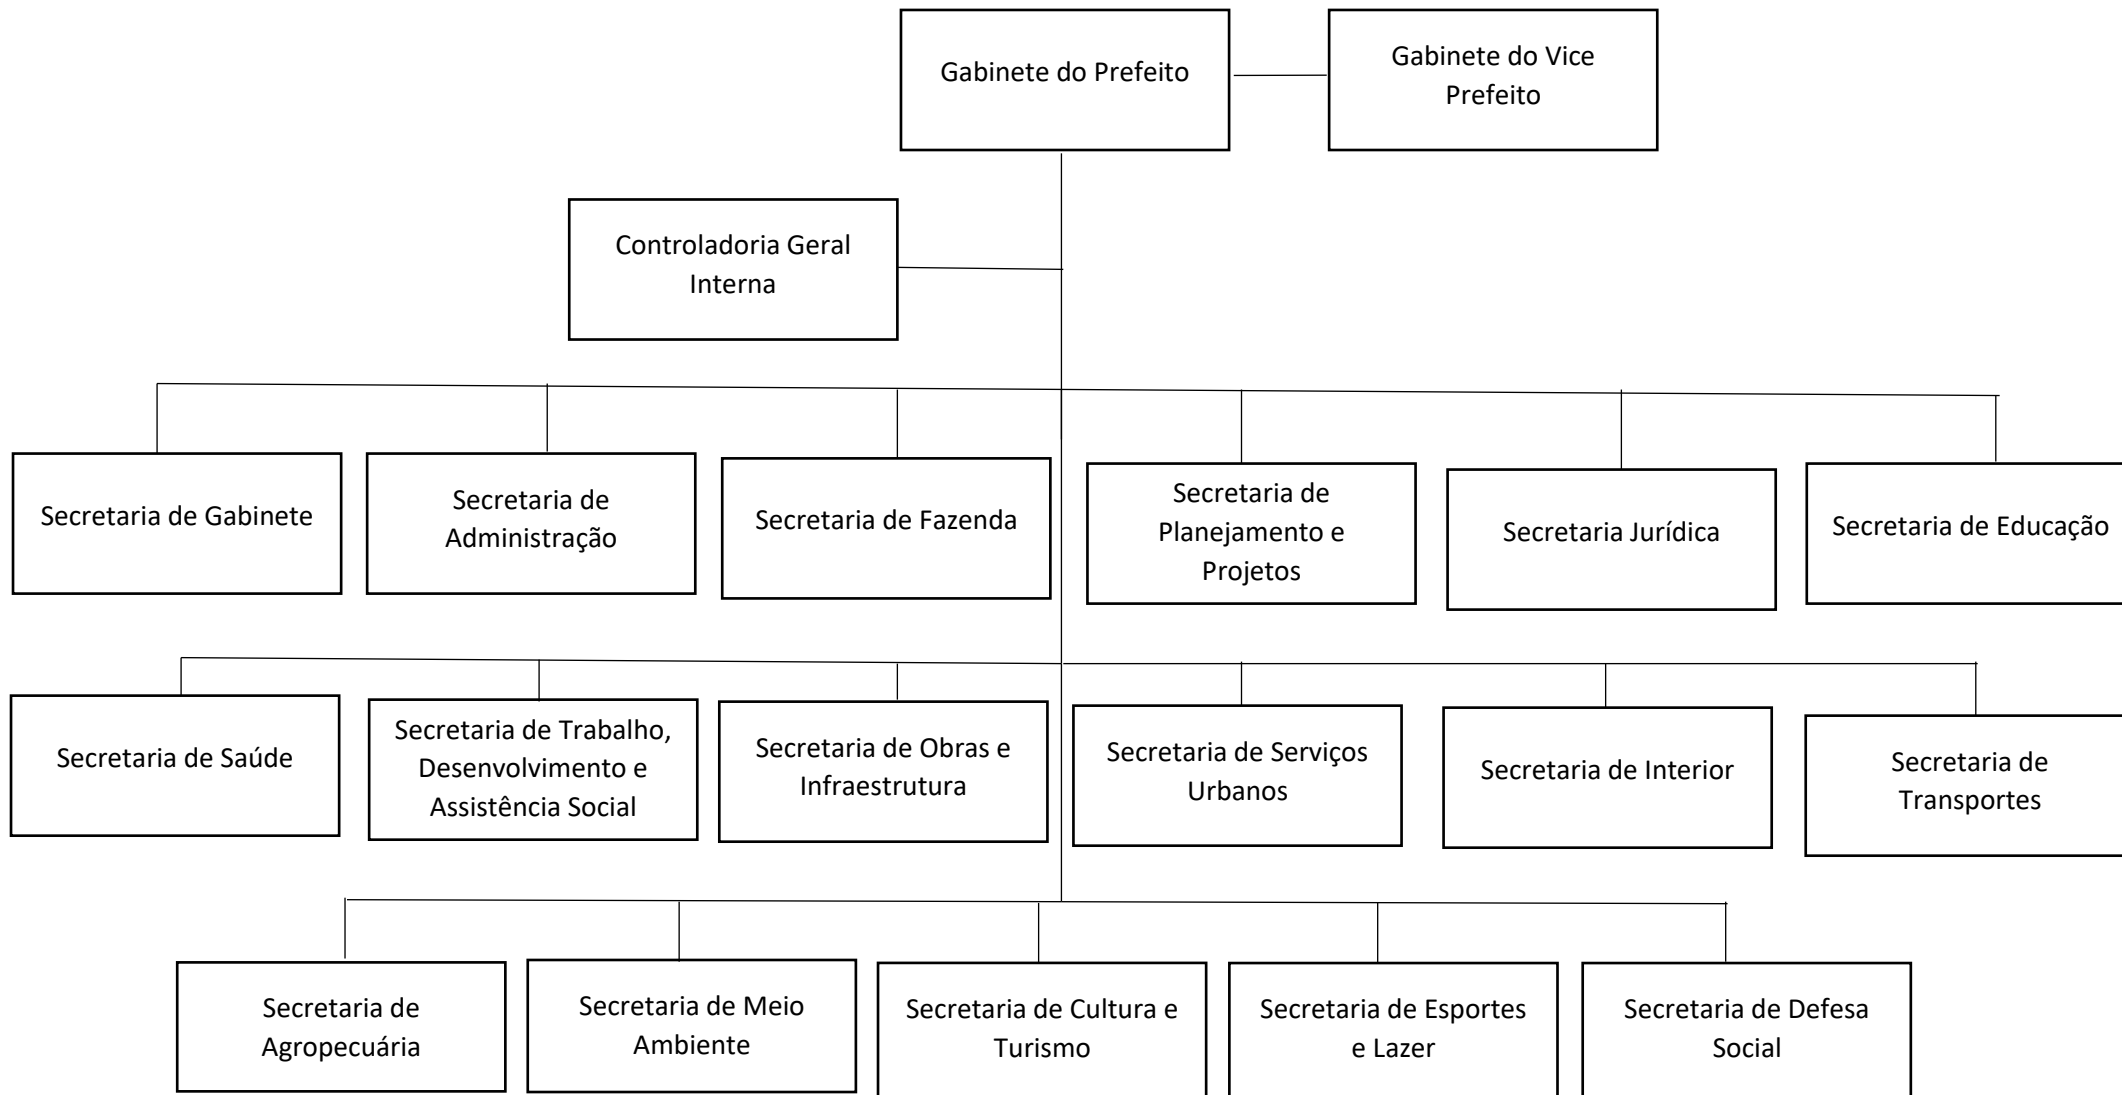 Gabinete do Prefeito
Gabinete do Vice
Prefeito
Controladoria Geral
Interna
Secretaria de Gabinete
Secretaria de
Administração
Secretaria de Fazenda
Secretaria de
Planejamento e
Projetos
Secretaria Jurídica
Secretaria de Educação
Secretaria de Saúde
Secretaria de Trabalho,
Desenvolvimento e
Assistência Social
Secretaria de Obras e
Infraestrutura
Secretaria de Serviços
Urbanos
Secretaria de Interior
Secretaria de
Transportes
Secretaria de
Agropecuária
Secretaria de Meio
Ambiente
Secretaria de Cultura e
Turismo
Secretaria de Esportes
e Lazer
Secretaria de Defesa
Social